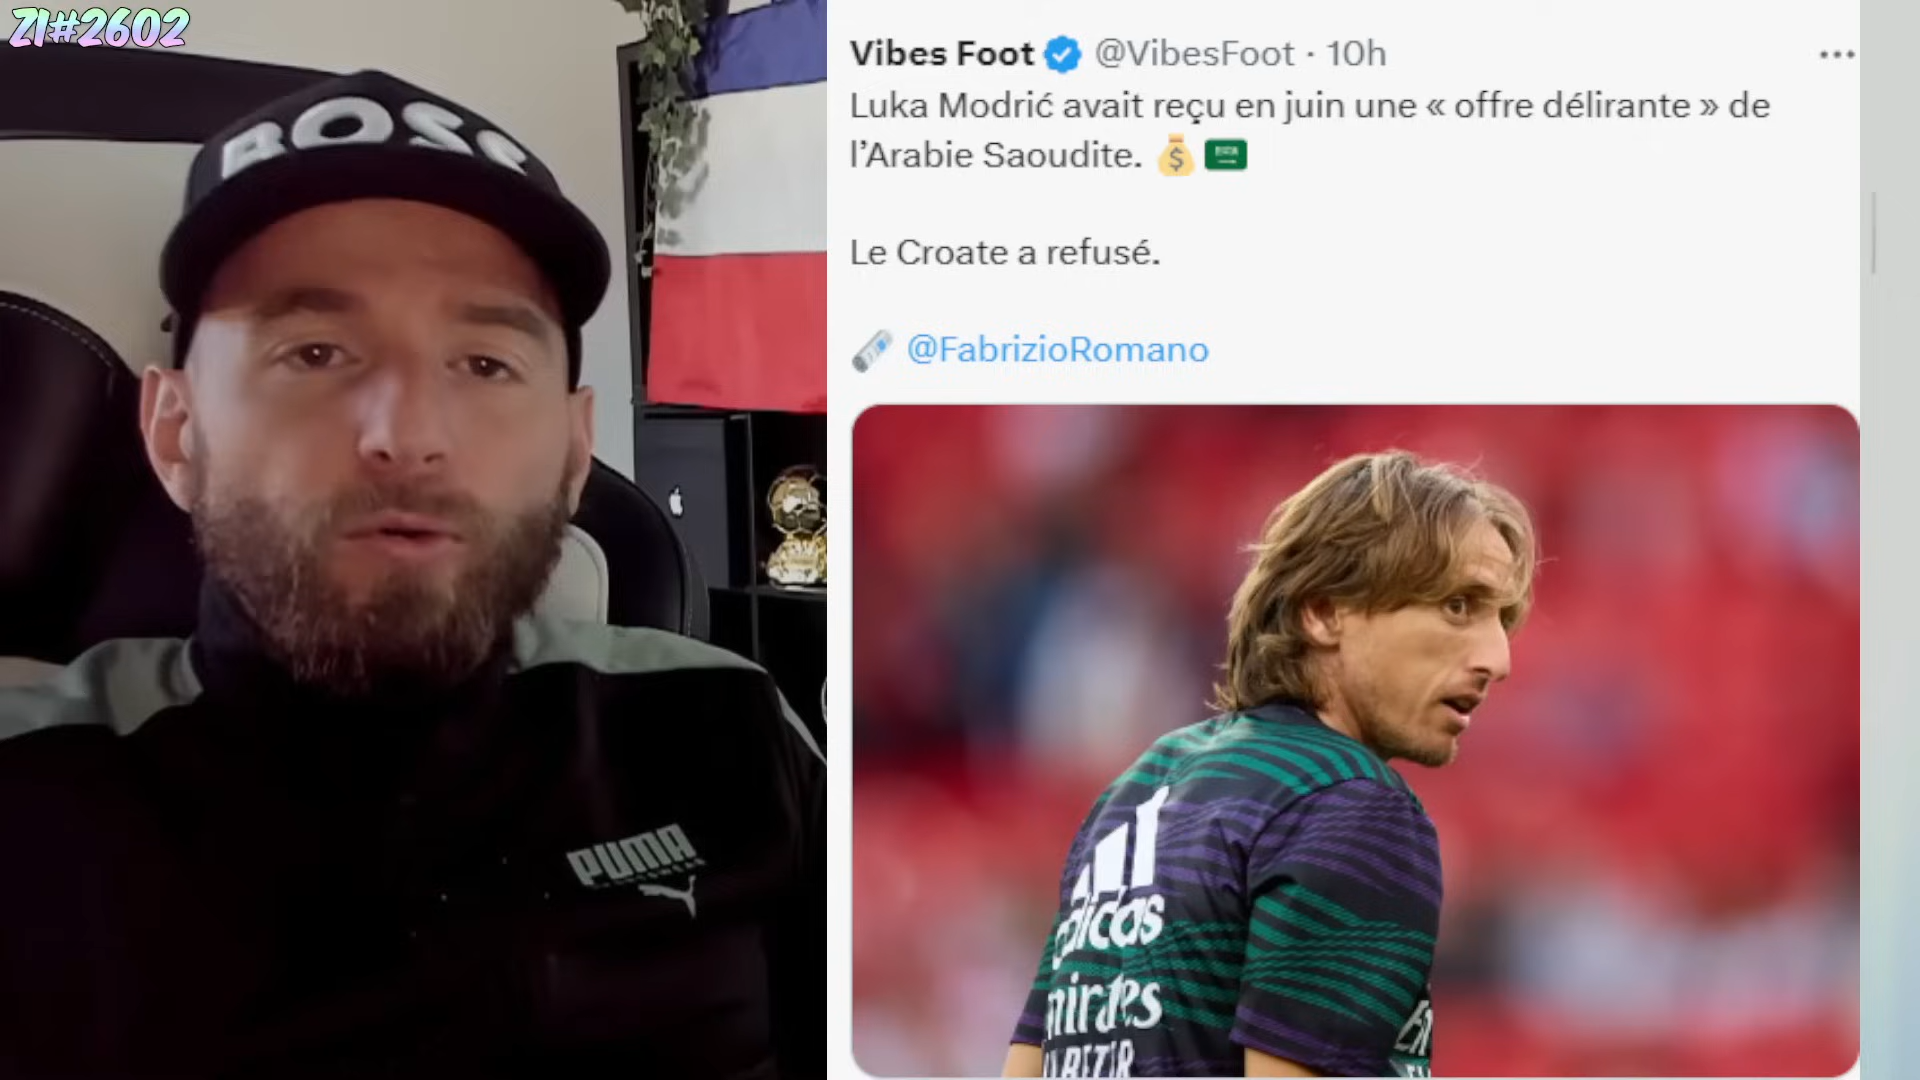 ZI#2602
BOSS
PUMA
Vibes Foot @VibesFoot · 10h
Luka Modrić avait reçu en juin une « offre délirante » de
l’Arabie Saoudite.
Le Croate a refusé.
@FabrizioRomano
adidas